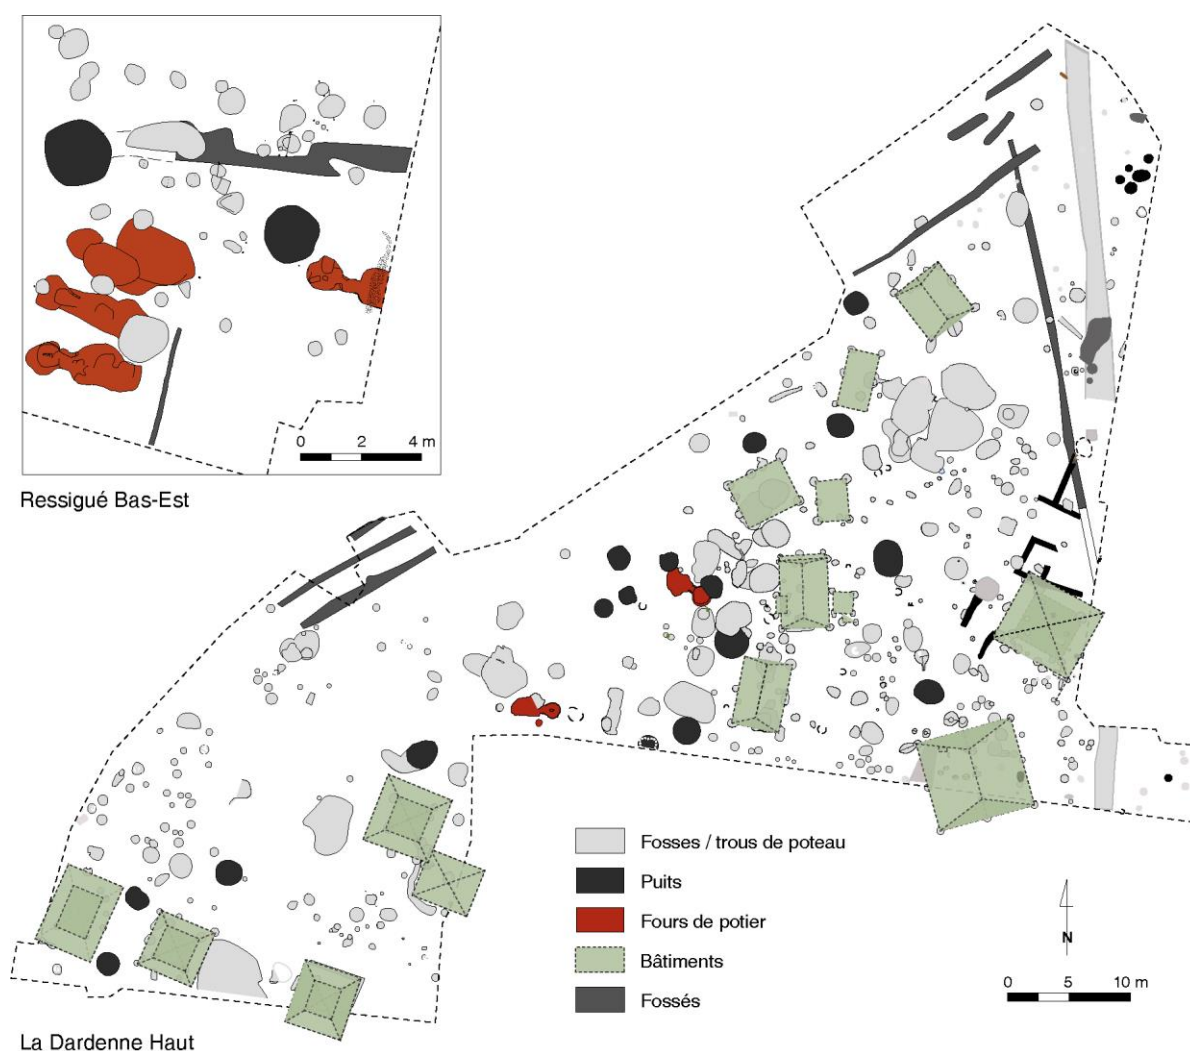 0 2 4 m
Ressigué Bas-Est
Fosses / trous de poteau
Puits
Fours de potier
Bâtiments
Fossés
N
0 5 10 m
La Dardenne Haut